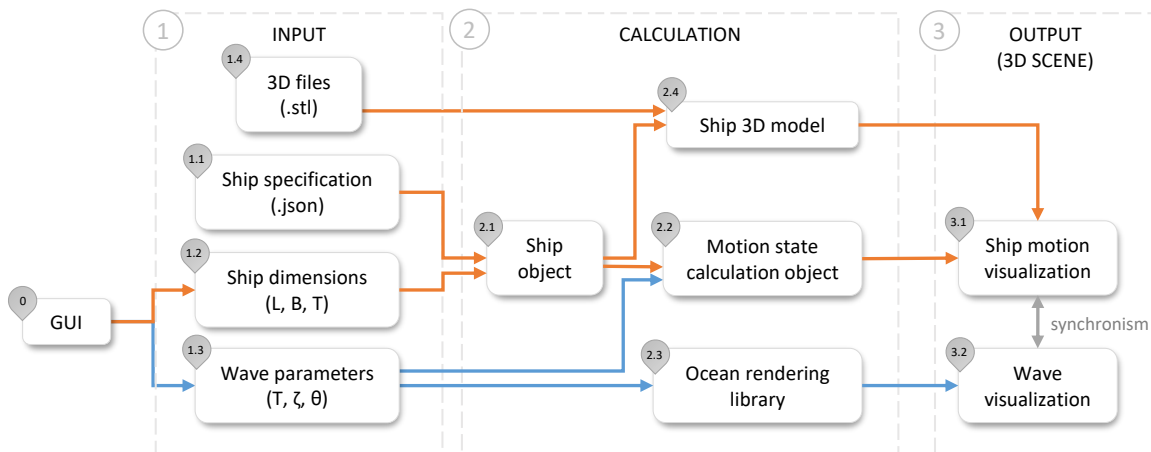 1
INPUT
2
CALCULATION
3
OUTPUT
(3D SCENE)
1.4
3D files
(.stl)
2.4
Ship 3D model
1.1
Ship specification
(.json)
2.1
Ship
object
2.2
Motion state
calculation object
3.1
Ship motion
visualization
1.2
Ship dimensions
(L, B, T)
0
GUI
synchronism
1.3
Wave parameters
(T, ζ, θ)
2.3
Ocean rendering
library
3.2
Wave
visualization